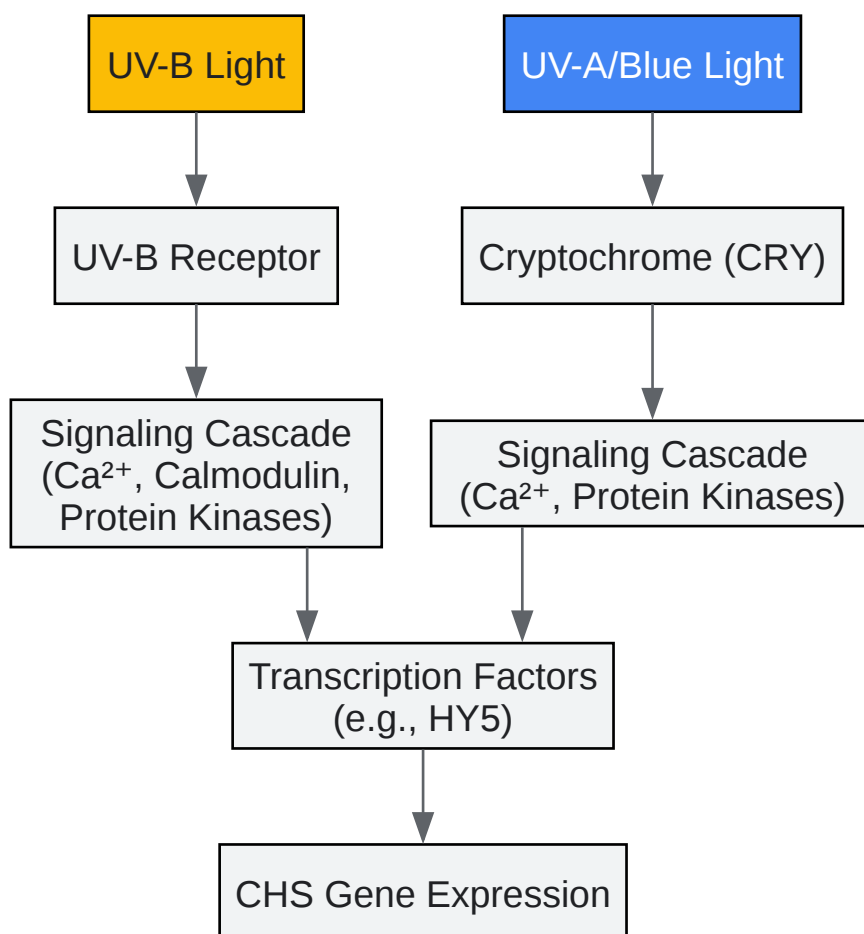 UV-B Light
UV-A/Blue Light
UV-B Receptor
Cryptochrome (CRY)
Signaling Cascade
(Ca²⁺, Calmodulin,
Protein Kinases)
Signaling Cascade
(Ca²⁺, Protein Kinases)
Transcription Factors
(e.g., HY5)
CHS Gene Expression